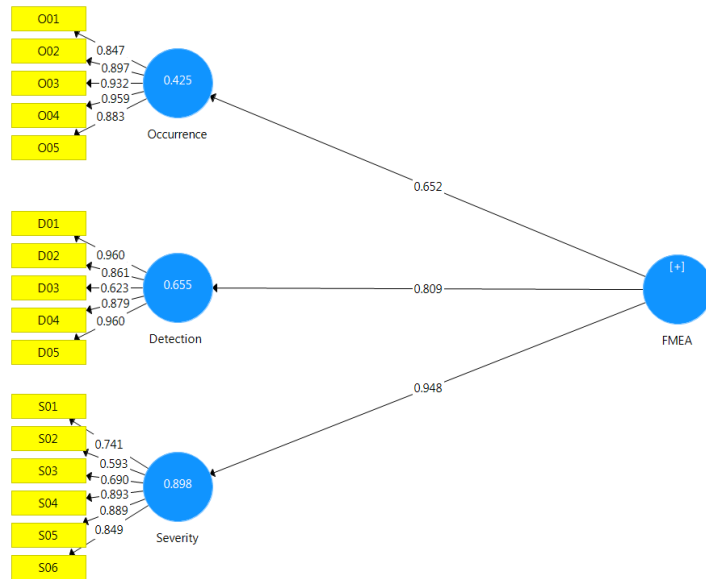 O01
O02
O03
O04
O05
0.847
0.897
0.932
0.959
0.883
0.425
Occurrence
0.652
D01
D02
D03
D04
D05
0.960
0.861
0.623
0.879
0.960
0.655
Detection
0.809
[+]
FMEA
0.948
S01
S02
S03
S04
S05
S06
0.741
0.593
0.690
0.893
0.889
0.849
0.898
Severity